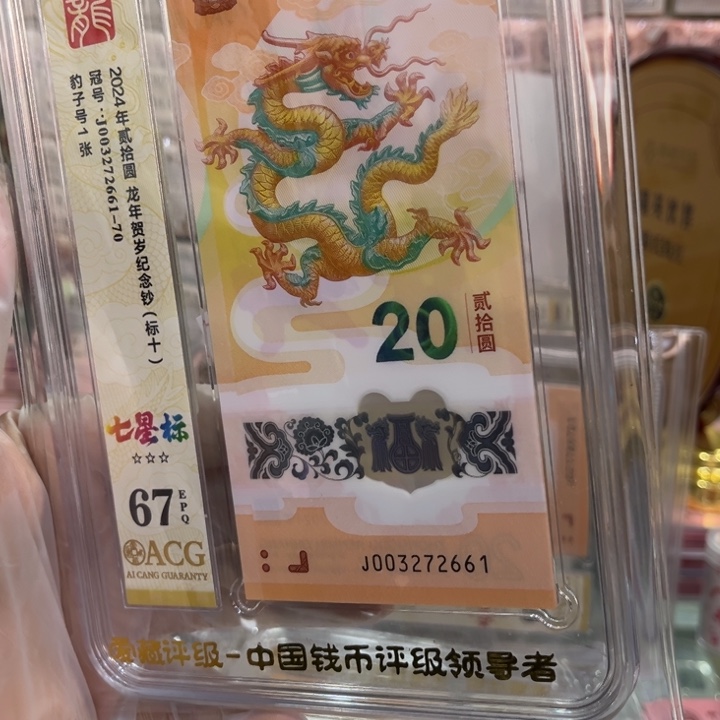 龍
2024年贰拾圆 龙年贺岁纪念钞(标十)
冠号:J003272661-70
豹子号1张
七星标
☆☆☆
67EPQ
ACG
AI CANG GUARANTY
20
贰拾圆
J003272661
藏评级-中国钱币评级领导者